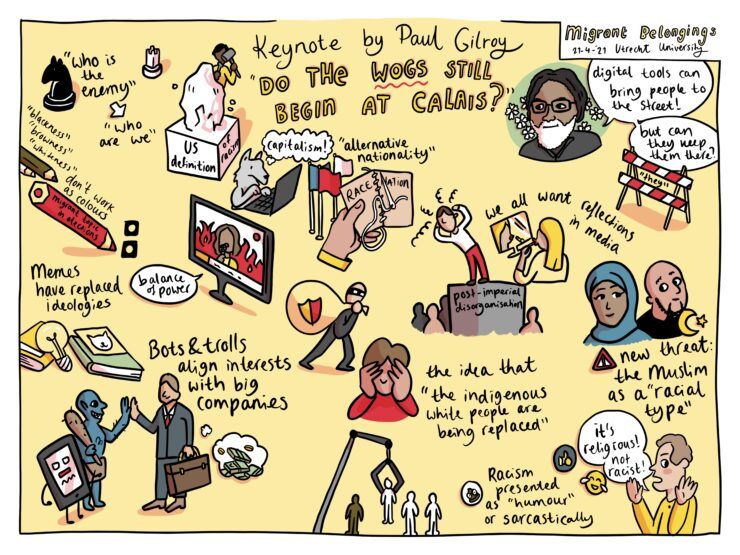 Migrant Belongings
21-4-'21 Utrecht University
Keynote by Paul Gilroy
"DO THE WOGS STILL
BEGIN AT CALAIS?"
"who is
the
enemy"
"who
are we"
US
definition
racism
digital tools can
bring people to
the street!
but can
they keep
them there?
"they"
"blackness"
"brownness"
"whiteness"
don't work
as colours
migrant topic
in elections
capitalism!
"alternative
nationality"
RACE
NATION
we all want reflections
in media
balance
of power
post-imperial
disorganisation
Memes
have replaced
ideologies
Bots & trolls
align interests
with big
companies
the idea that
"the indigenous
white people are
being replaced"
new threat:
the Muslim
as a "racial
type"
it's
religious!
not
racist!
Racism
presented
as "humour"
or sarcastically